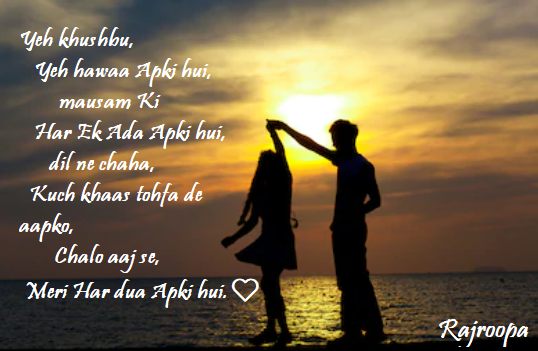 Yeh khushbu,
Yeh hawaa Apki hui,
mausam Ki
Har Ek Ada Apki hui,
dil ne chaha,
Kuch khaas tohfa de
aapko,
Chalo aaj se,
Meri Har dua Apki hui.
Rajroopa